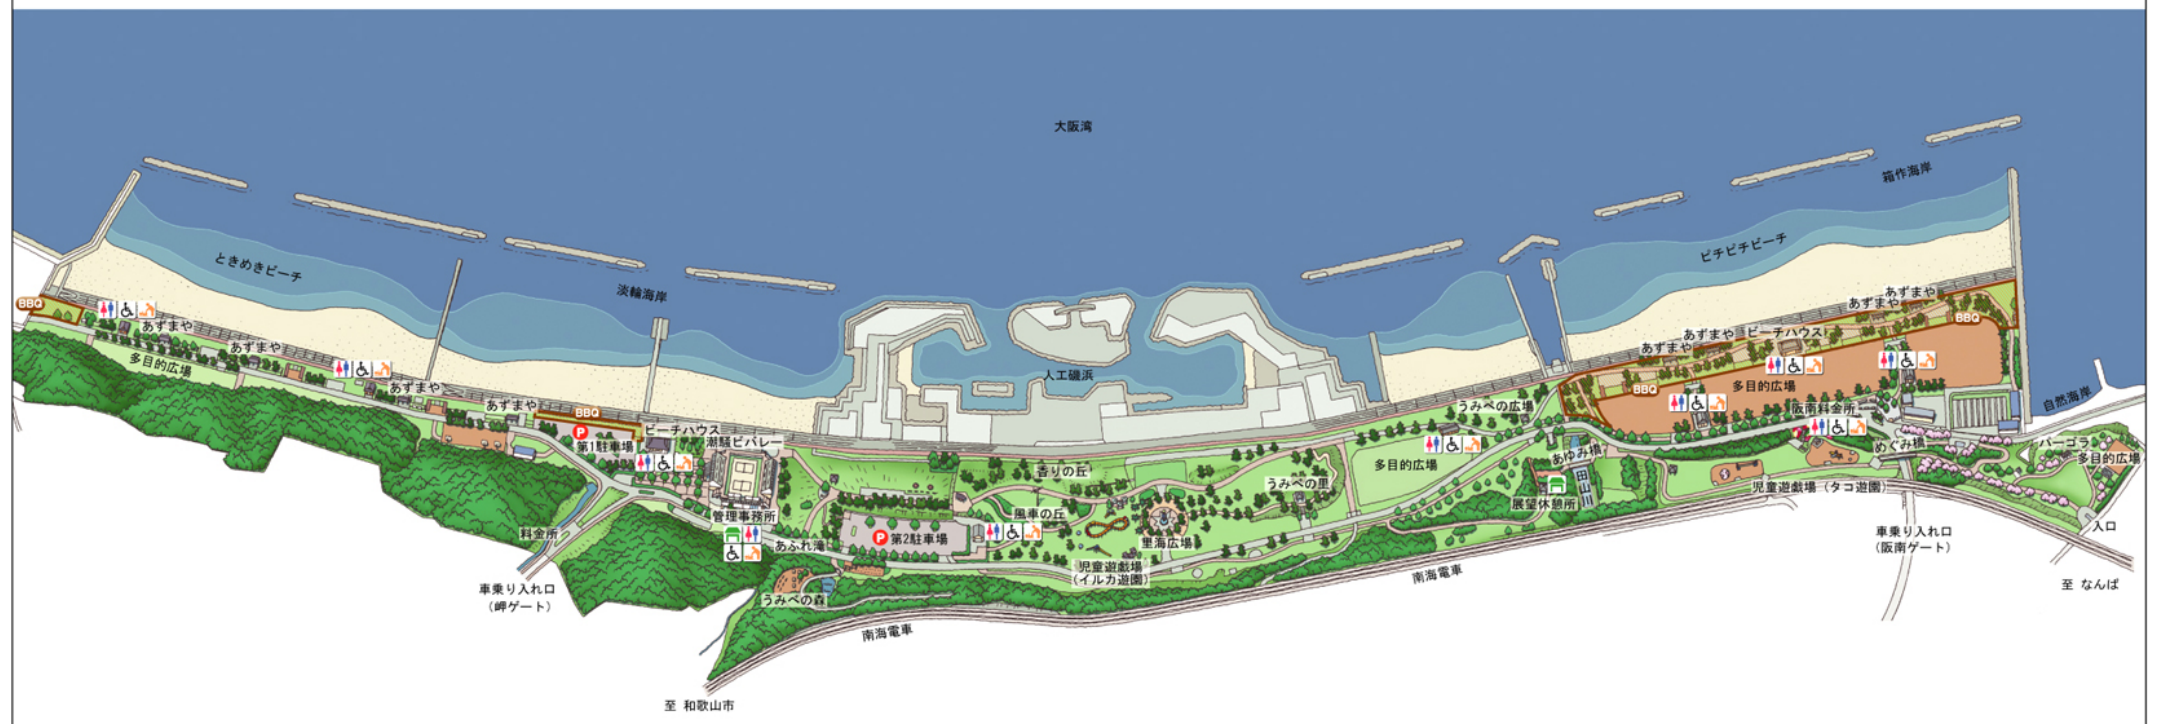 大阪湾
箱作海岸
ピチピチビーチ
ときめきビーチ
淡輪海岸
人工磯浜
BBQ
あずまや
あずまや
多目的広場
あずまや
あずまや
BBQ
P
第1駐車場
ビーチハウス
潮騒ビバレー
管理事務所
料金所
車乗り入れ口
(岬ゲート)
あふれ滝
うみべの森
P 第2駐車場
香りの丘
風車の丘
里海広場
児童遊戯場
(イルカ遊園)
うみべの里
多目的広場
うみべの広場
あゆみ橋
田山川
展望休憩所
あずまや
あずまや
ビーチハウス
あずまや
あずまや
BBQ
BBQ
多目的広場
阪南料金所
めぐみ橋
児童遊戯場(タコ遊園)
自然海岸
パーゴラ
多目的広場
入口
車乗り入れ口
(阪南ゲート)
至 なんば
南海電車
南海電車
至 和歌山市